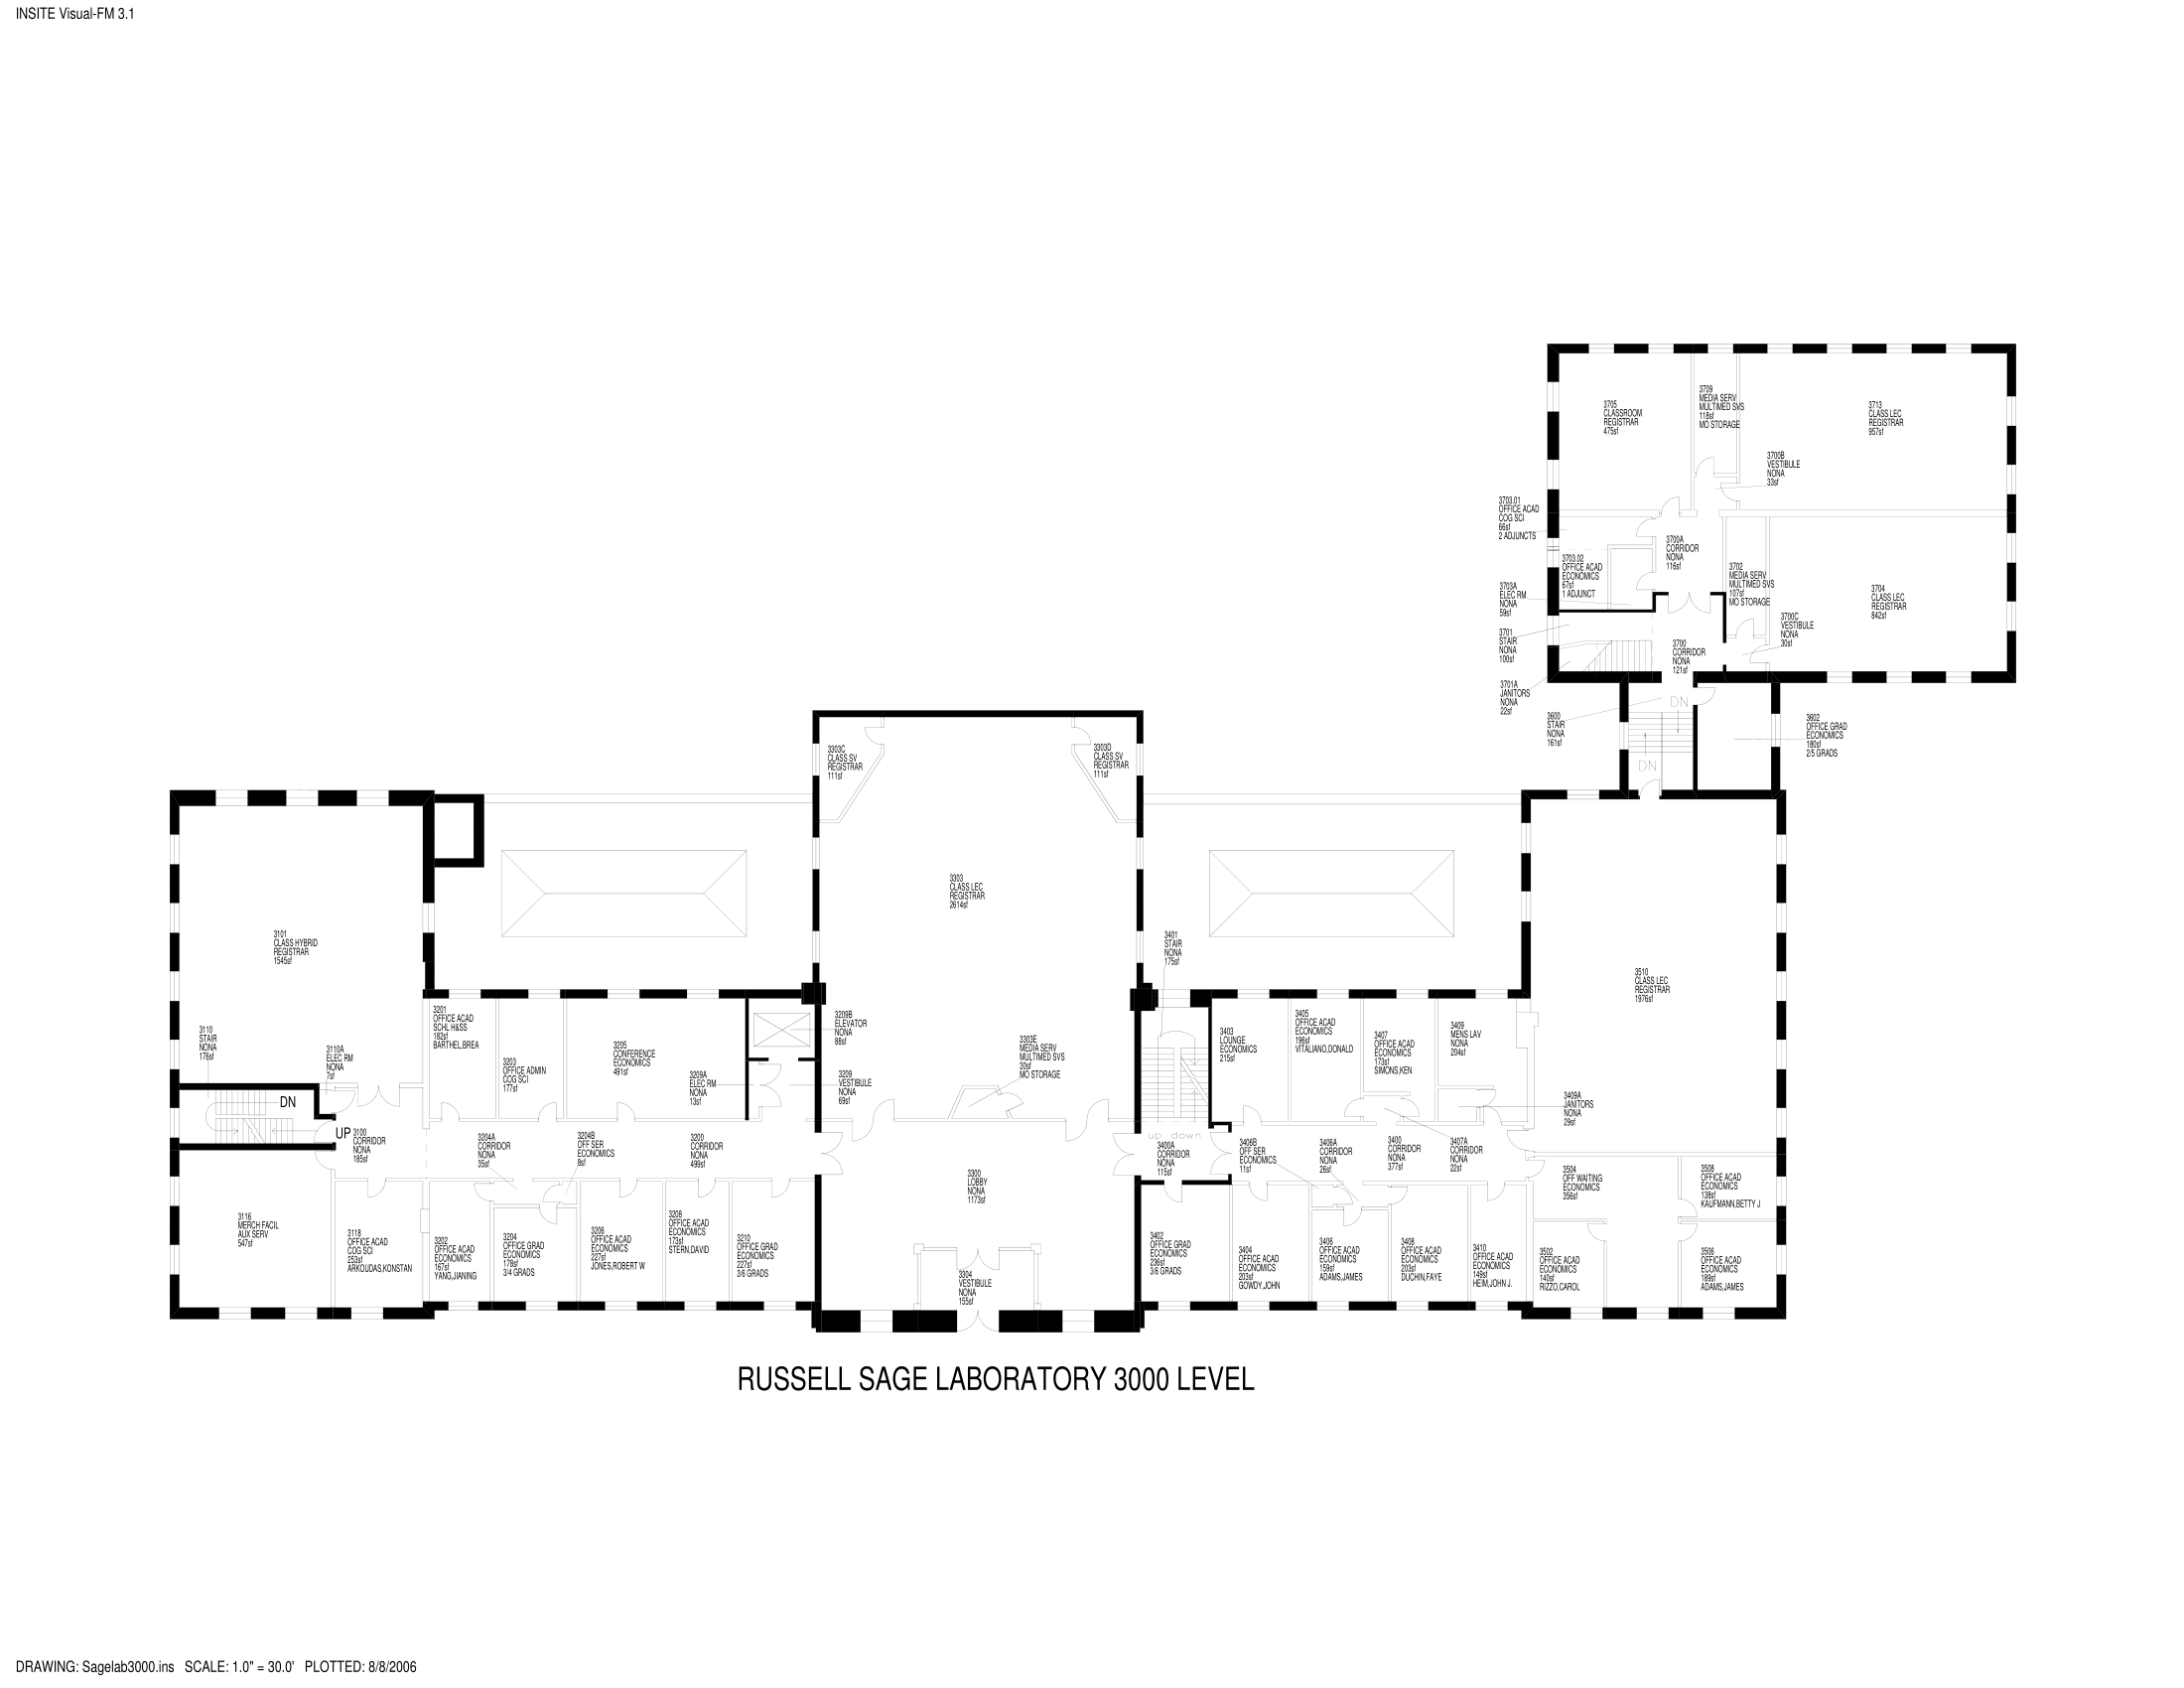 INSITE Visual-FM 3.1
3705
CLASSROOM
REGISTRAR
475sf
3709
MEDIA SERV
MULTIMED SVS
118sf
MO STORAGE
3713
CLASS LEC
REGISTRAR
957sf
3700B
VESTIBULE
NONA
33sf
3703.01
OFFICE ACAD
COG SCI
66sf
2 ADJUNCTS
3700A
CORRIDOR
NONA
116sf
3703.02
OFFICE ACAD
ECONOMICS
67sf
1 ADJUNCT
3702
MEDIA SERV
MULTIMED SVS
107sf
MO STORAGE
3704
CLASS LEC
REGISTRAR
842sf
3703A
ELEC RM
NONA
59sf
3700C
VESTIBULE
NONA
30sf
3701
STAIR
NONA
100sf
3700
CORRIDOR
NONA
121sf
3701A
JANITORS
NONA
22sf
DN
3600
STAIR
NONA
161sf
3602
OFFICE GRAD
ECONOMICS
180sf
2/5 GRADS
DN
3303C
CLASS SV
REGISTRAR
111sf
3303D
CLASS SV
REGISTRAR
111sf
3303
CLASS LEC
REGISTRAR
2614sf
3101
CLASS HYBRID
REGISTRAR
1545sf
3401
STAIR
NONA
175sf
3510
CLASS LEC
REGISTRAR
1976sf
3110
STAIR
NONA
176sf
3110A
ELEC RM
NONA
7sf
3201
OFFICE ACAD
SCHL H&SS
182sf
BARTHEL,BREA
3203
OFFICE ADMIN
COG SCI
177sf
3205
CONFERENCE
ECONOMICS
491sf
3209B
ELEVATOR
NONA
88sf
3209A
ELEC RM
NONA
13sf
3209
VESTIBULE
NONA
69sf
3303E
MEDIA SERV
MULTIMED SVS
30sf
MO STORAGE
3403
LOUNGE
ECONOMICS
215sf
3405
OFFICE ACAD
ECONOMICS
196sf
VITALIANO,DONALD
3407
OFFICE ACAD
ECONOMICS
173sf
SIMONS,KEN
3409
MENS LAV
NONA
204sf
3409A
JANITORS
NONA
29sf
DN
UP
3100
CORRIDOR
NONA
185sf
3204A
CORRIDOR
NONA
35sf
3204B
OFF SER
ECONOMICS
8sf
3200
CORRIDOR
NONA
499sf
up down
3400A
CORRIDOR
NONA
115sf
3406B
OFF SER
ECONOMICS
11sf
3406A
CORRIDOR
NONA
26sf
3400
CORRIDOR
NONA
377sf
3407A
CORRIDOR
NONA
22sf
3504
OFF WAITING
ECONOMICS
356sf
3508
OFFICE ACAD
ECONOMICS
138sf
KAUFMANN,BETTY J
3300
LOBBY
NONA
1173sf
3116
MERCH FACIL
AUX SERV
547sf
3118
OFFICE ACAD
COG SCI
253sf
ARKOUDAS,KONSTAN
3202
OFFICE ACAD
ECONOMICS
167sf
YANG,JIANING
3204
OFFICE GRAD
ECONOMICS
178sf
3/4 GRADS
3206
OFFICE ACAD
ECONOMICS
227sf
JONES,ROBERT W
3208
OFFICE ACAD
ECONOMICS
173sf
STERN,DAVID
3210
OFFICE GRAD
ECONOMICS
227sf
3/6 GRADS
3304
VESTIBULE
NONA
155sf
3402
OFFICE GRAD
ECONOMICS
236sf
3/6 GRADS
3404
OFFICE ACAD
ECONOMICS
203sf
GOWDY,JOHN
3406
OFFICE ACAD
ECONOMICS
159sf
ADAMS,JAMES
3408
OFFICE ACAD
ECONOMICS
203sf
DUCHIN,FAYE
3410
OFFICE ACAD
ECONOMICS
149sf
HEIM,JOHN J.
3502
OFFICE ACAD
ECONOMICS
140sf
RIZZO,CAROL
3506
OFFICE ACAD
ECONOMICS
189sf
ADAMS,JAMES
RUSSELL SAGE LABORATORY 3000 LEVEL
DRAWING: Sagelab3000.ins SCALE: 1.0" = 30.0' PLOTTED: 8/8/2006